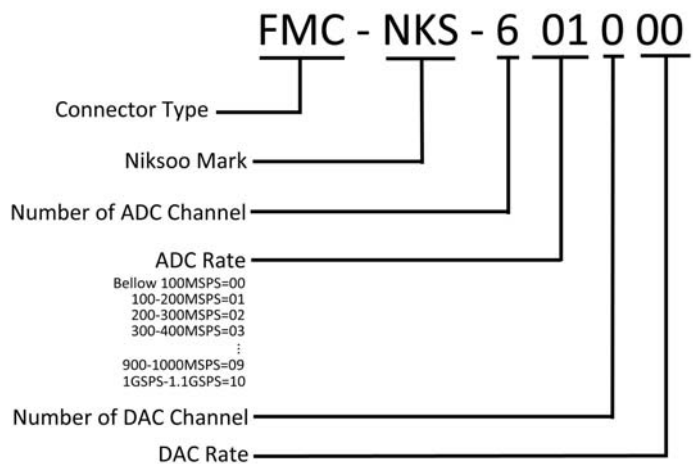 FMC - NKS - 6 01 0 00
Connector Type
Niksoo Mark
Number of ADC Channel
ADC Rate
Bellow 100MSPS=00
100-200MSPS=01
200-300MSPS=02
300-400MSPS=03
⋮
900-1000MSPS=09
1GSPS-1.1GSPS=10
Number of DAC Channel
DAC Rate